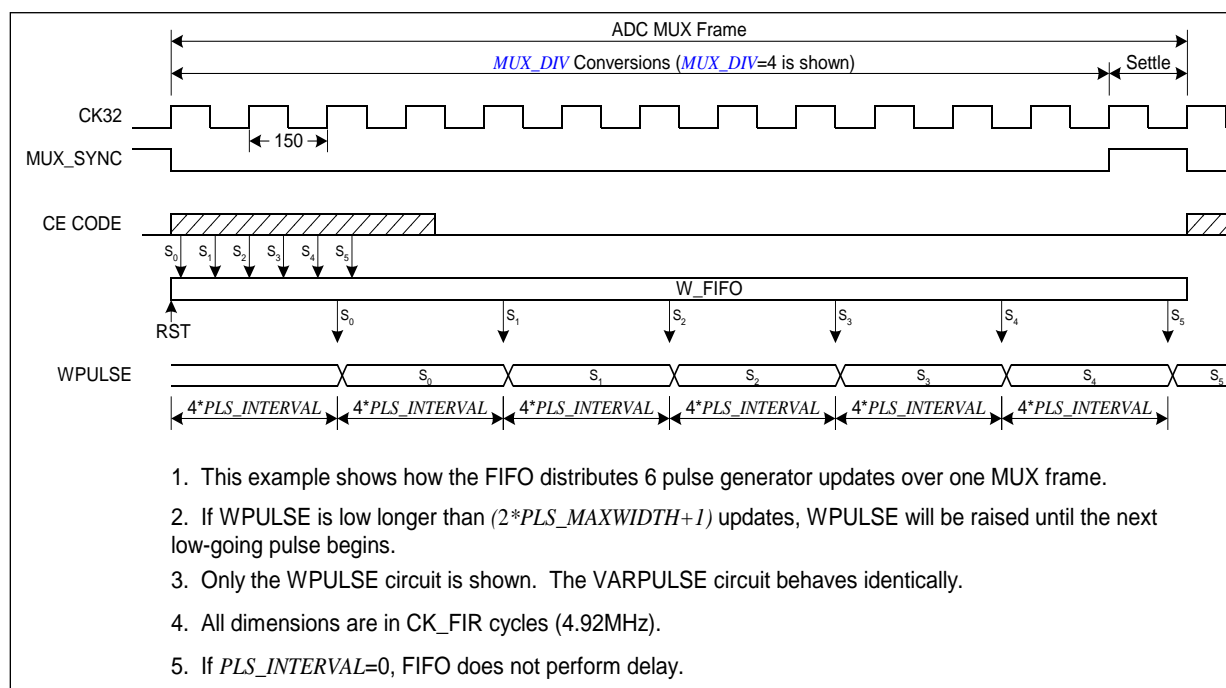 ADC MUX Frame
MUX_DIV Conversions (MUX_DIV=4 is shown)
Settle
CK32
150
MUX_SYNC
CE CODE
S0 S1 S2 S3 S4 S5
W_FIFO
RST
S0 S1 S2 S3 S4 S5
WPULSE
S0 S1 S2 S3 S4 S5
4*PLS_INTERVAL 4*PLS_INTERVAL 4*PLS_INTERVAL 4*PLS_INTERVAL 4*PLS_INTERVAL 4*PLS_INTERVAL
1. This example shows how the FIFO distributes 6 pulse generator updates over one MUX frame.
2. If WPULSE is low longer than (2*PLS_MAXWIDTH+1) updates, WPULSE will be raised until the next
low-going pulse begins.
3. Only the WPULSE circuit is shown. The VARPULSE circuit behaves identically.
4. All dimensions are in CK_FIR cycles (4.92MHz).
5. If PLS_INTERVAL=0, FIFO does not perform delay.